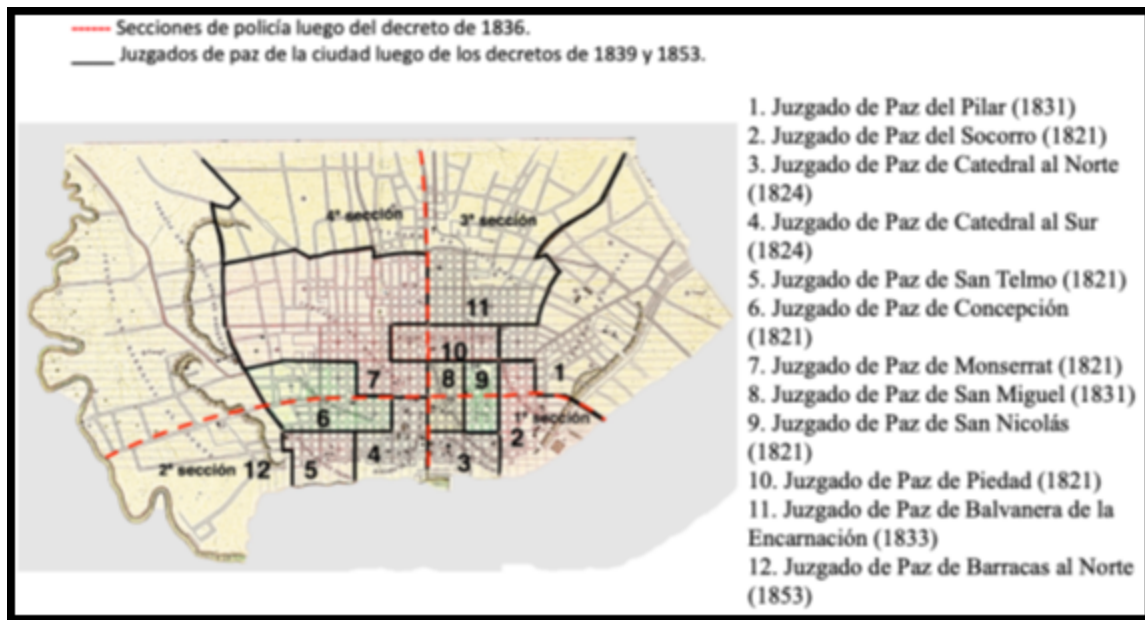 Secciones de policía luego del decreto de 1836.
Juzgados de paz de la ciudad luego de los decretos de 1839 y 1853.
1. Juzgado de Paz del Pilar (1831)
2. Juzgado de Paz del Socorro (1821)
3. Juzgado de Paz de Catedral al Norte
(1824)
4. Juzgado de Paz de Catedral al Sur
(1824)
5. Juzgado de Paz de San Telmo (1821)
6. Juzgado de Paz de Concepción
(1821)
7. Juzgado de Paz de Monserrat (1821)
8. Juzgado de Paz de San Miguel (1831)
9. Juzgado de Paz de San Nicolás
(1821)
10. Juzgado de Paz de Piedad (1821)
11. Juzgado de Paz de Balvanera de la
Encarnación (1833)
12. Juzgado de Paz de Barracas al Norte
(1853)
4ª sección
3ª sección
11
10
7
8
9
1
6
1ª sección
2
2ª sección
12
5
4
3